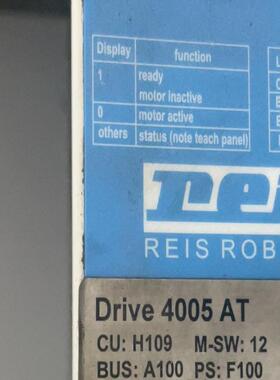 Display function
1 ready
motor inactive
0 motor active
others status (note teach panel)
REIS ROB
Drive 4005 AT
CU: H109 M-SW: 12
BUS: A100 PS: F100